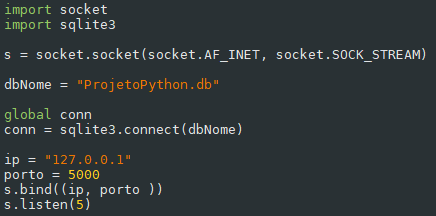 import socket
import sqlite3
s = socket.socket(socket.AF_INET, socket.SOCK_STREAM)
dbNome = "ProjetoPython.db"
global conn
conn = sqlite3.connect(dbNome)
ip = "127.0.0.1"
porto = 5000
s.bind((ip, porto ))
s.listen(5)